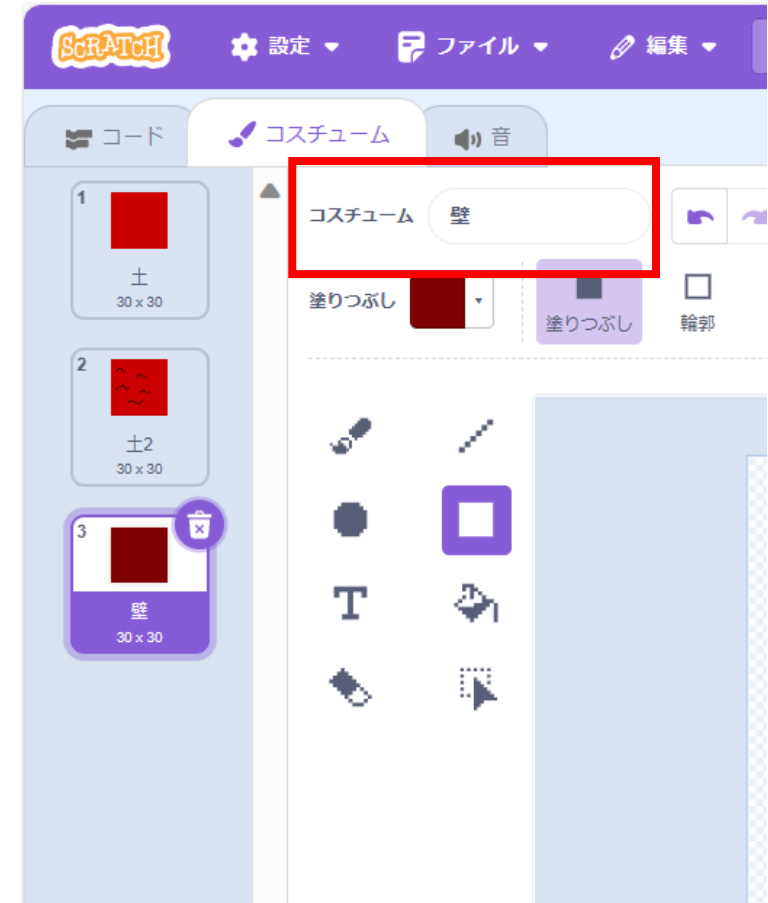 SCRATCH 設定 ファイル 編集
コード コスチューム 音
1
土
30 x 30
2
土2
30 x 30
3
壁
30 x 30
コスチューム 壁
塗りつぶし 塗りつぶし 輪郭
T